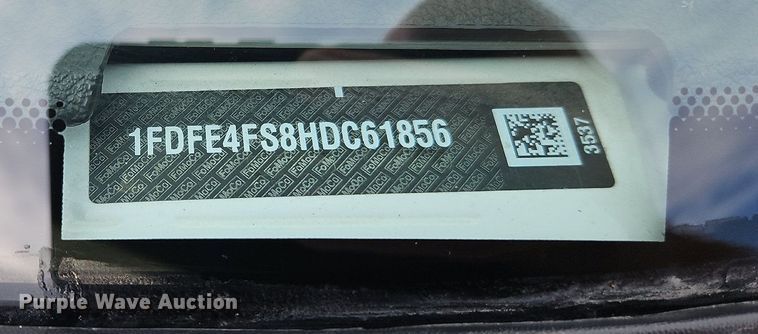 1FDFE4FS8HDC61856
3537
Purple Wave Auction